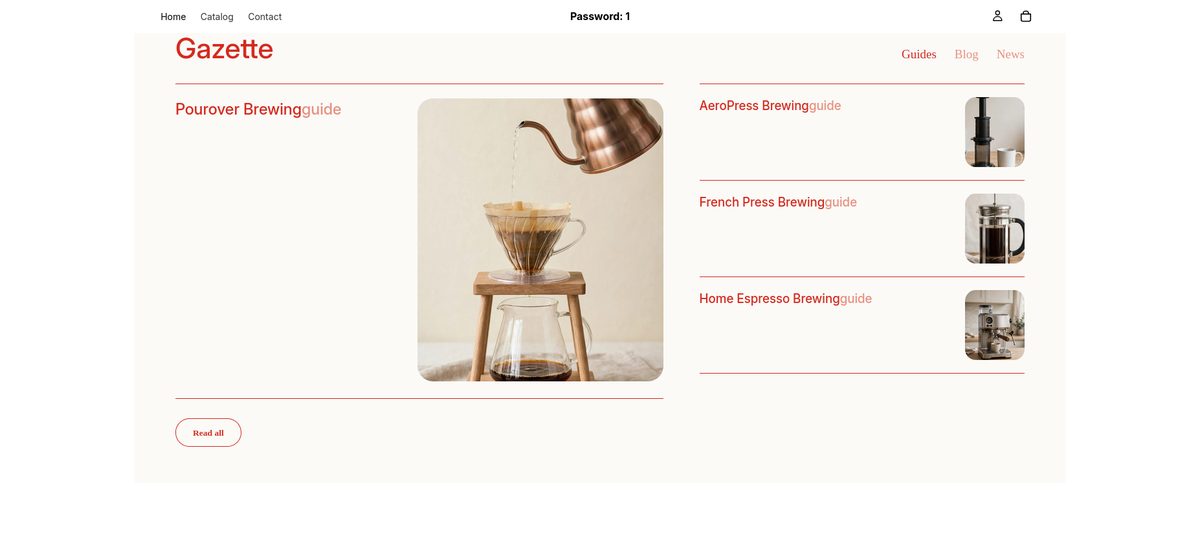 Home Catalog Contact Password: 1
Gazette
Guides Blog News
Pourover Brewingguide
AeroPress Brewingguide
French Press Brewingguide
Home Espresso Brewingguide
Read all